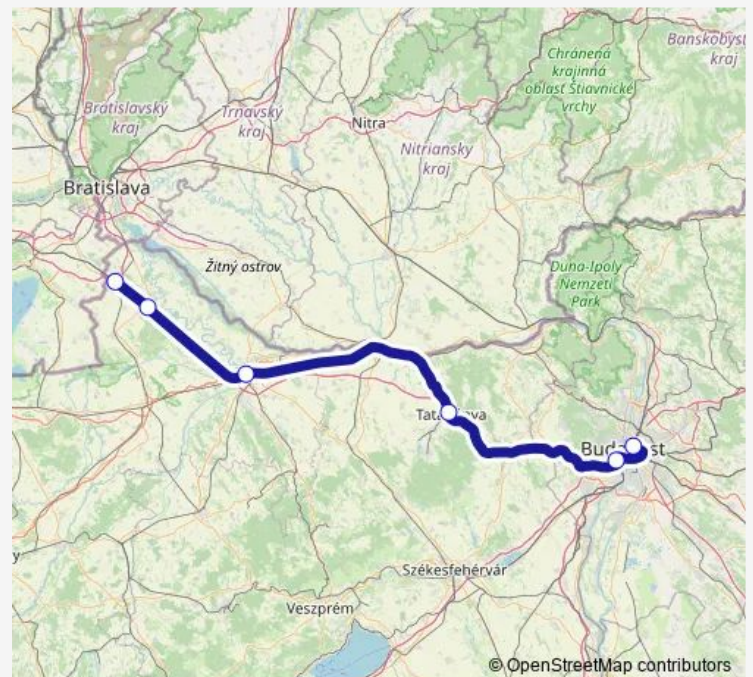 Banskobyst
kraj
Chránená
krajinná
oblasť Štiavnické
vrchy
Bratislavský
kraj
Trnavský
kraj
Nitra
Nitriansky
kraj
Bratislava
Žitný ostrov
Duna-Ipoly
Nemzeti
Park
Székesfehérvár
Veszprém
© OpenStreetMap contributors